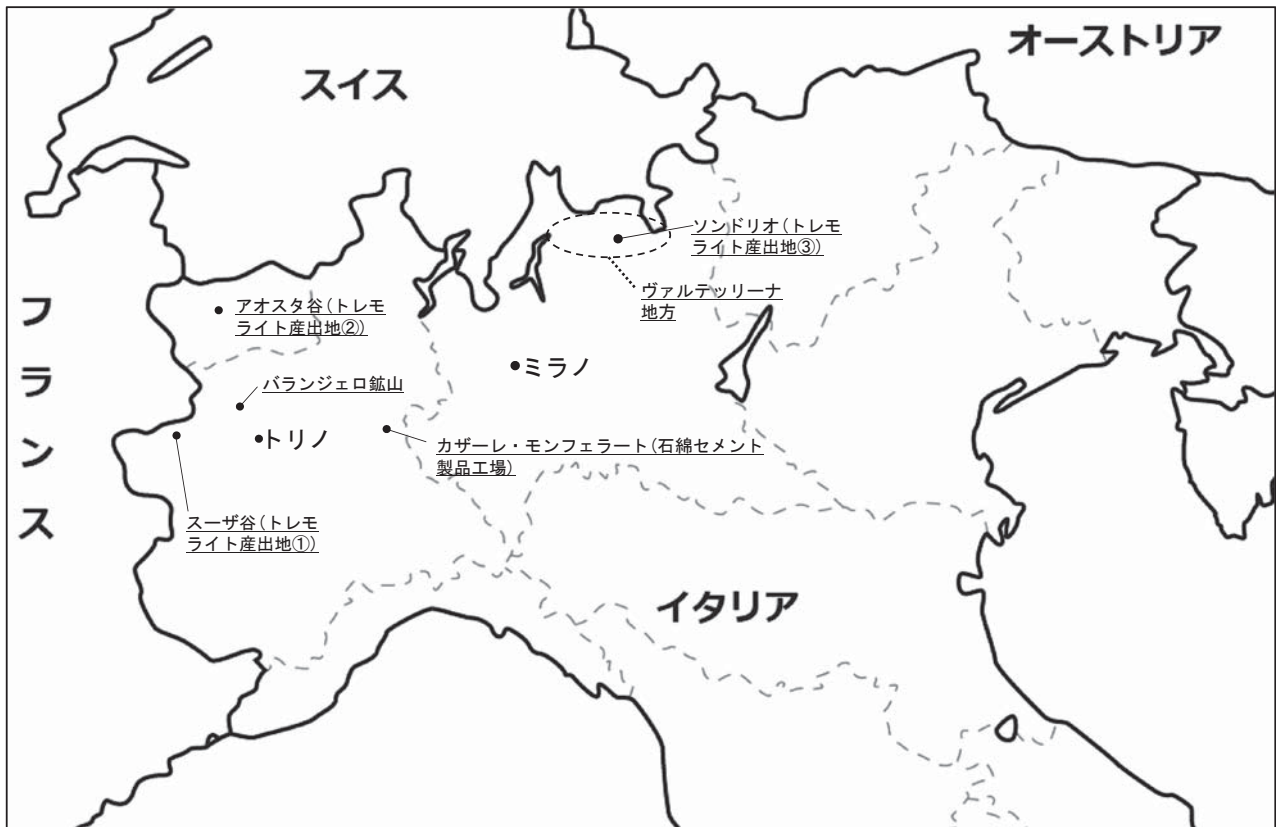 オーストリア
スイス
ソンドリオ(トレモ
ライト産出地③)
ヴァルテッリーナ
地方
アオスタ谷(トレモ
ライト産出地②)
ミラノ
バランジェロ鉱山
トリノ
カザーレ・モンフェラート(石綿セメント
製品工場)
スーザ谷(トレモ
ライト産出地①)
フランス
イタリア